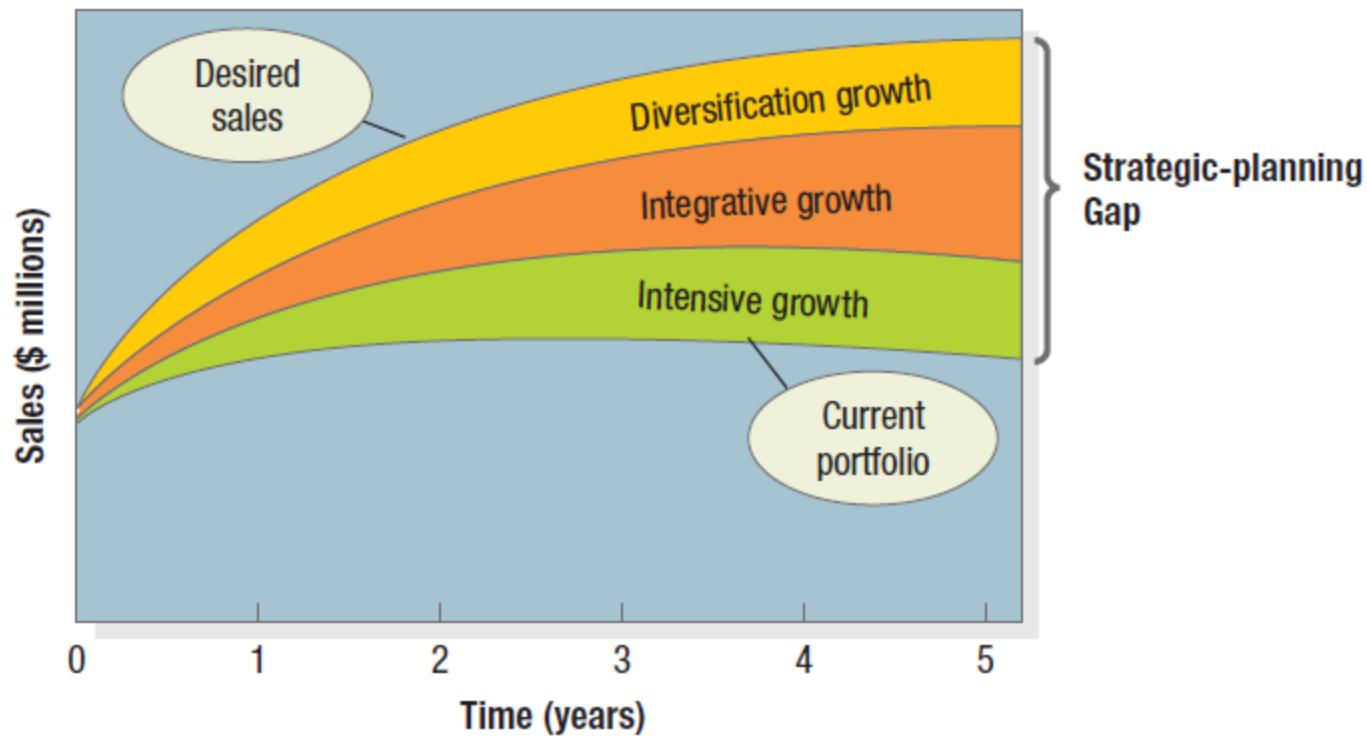 Desired
sales
Diversification growth
Integrative growth
Intensive growth
Current
portfolio
Strategic-planning
Gap
Sales ($ millions)
0 1 2 3 4 5
Time (years)